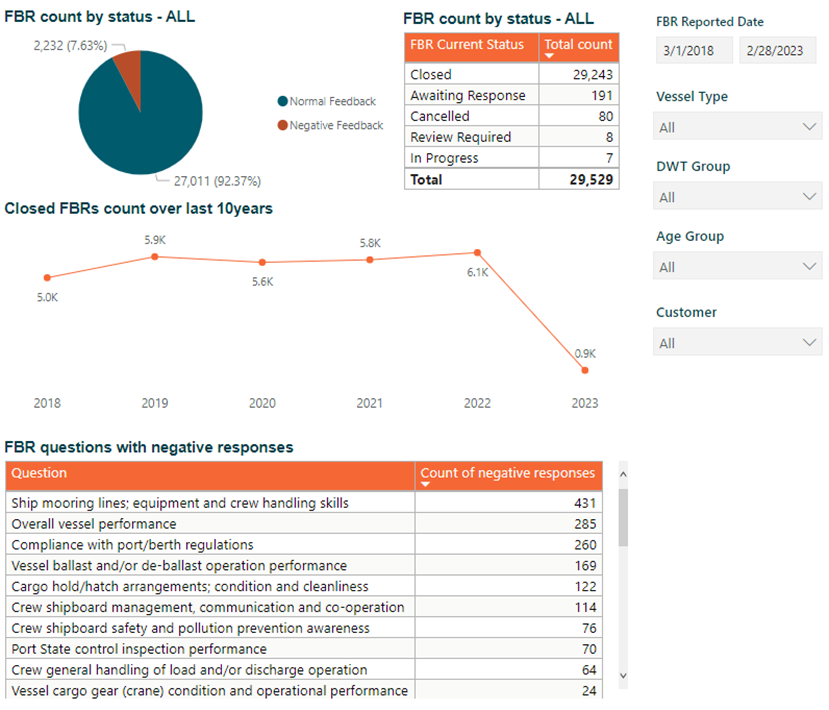 FBR count by status - ALL
2,232 (7.63%)
Normal Feedback
Negative Feedback
27,011 (92.37%)
FBR count by status - ALL
FBR Current Status Total count
Closed 29,243
Awaiting Response 191
Cancelled 80
Review Required 8
In Progress 7
Total 29,529
FBR Reported Date
3/1/2018 2/28/2023
Vessel Type
All
DWT Group
All
Age Group
All
Customer
All
Closed FBRs count over last 10years
5.0K
5.9K
5.6K
5.8K
6.1K
0.9K
2018 2019 2020 2021 2022 2023
FBR questions with negative responses
Question Count of negative responses
Ship mooring lines; equipment and crew handling skills 431
Overall vessel performance 285
Compliance with port/berth regulations 260
Vessel ballast and/or de-ballast operation performance 169
Cargo hold/hatch arrangements; condition and cleanliness 122
Crew shipboard management, communication and co-operation 114
Crew shipboard safety and pollution prevention awareness 76
Port State control inspection performance 70
Crew general handling of load and/or discharge operation 64
Vessel cargo gear (crane) condition and operational performance 24